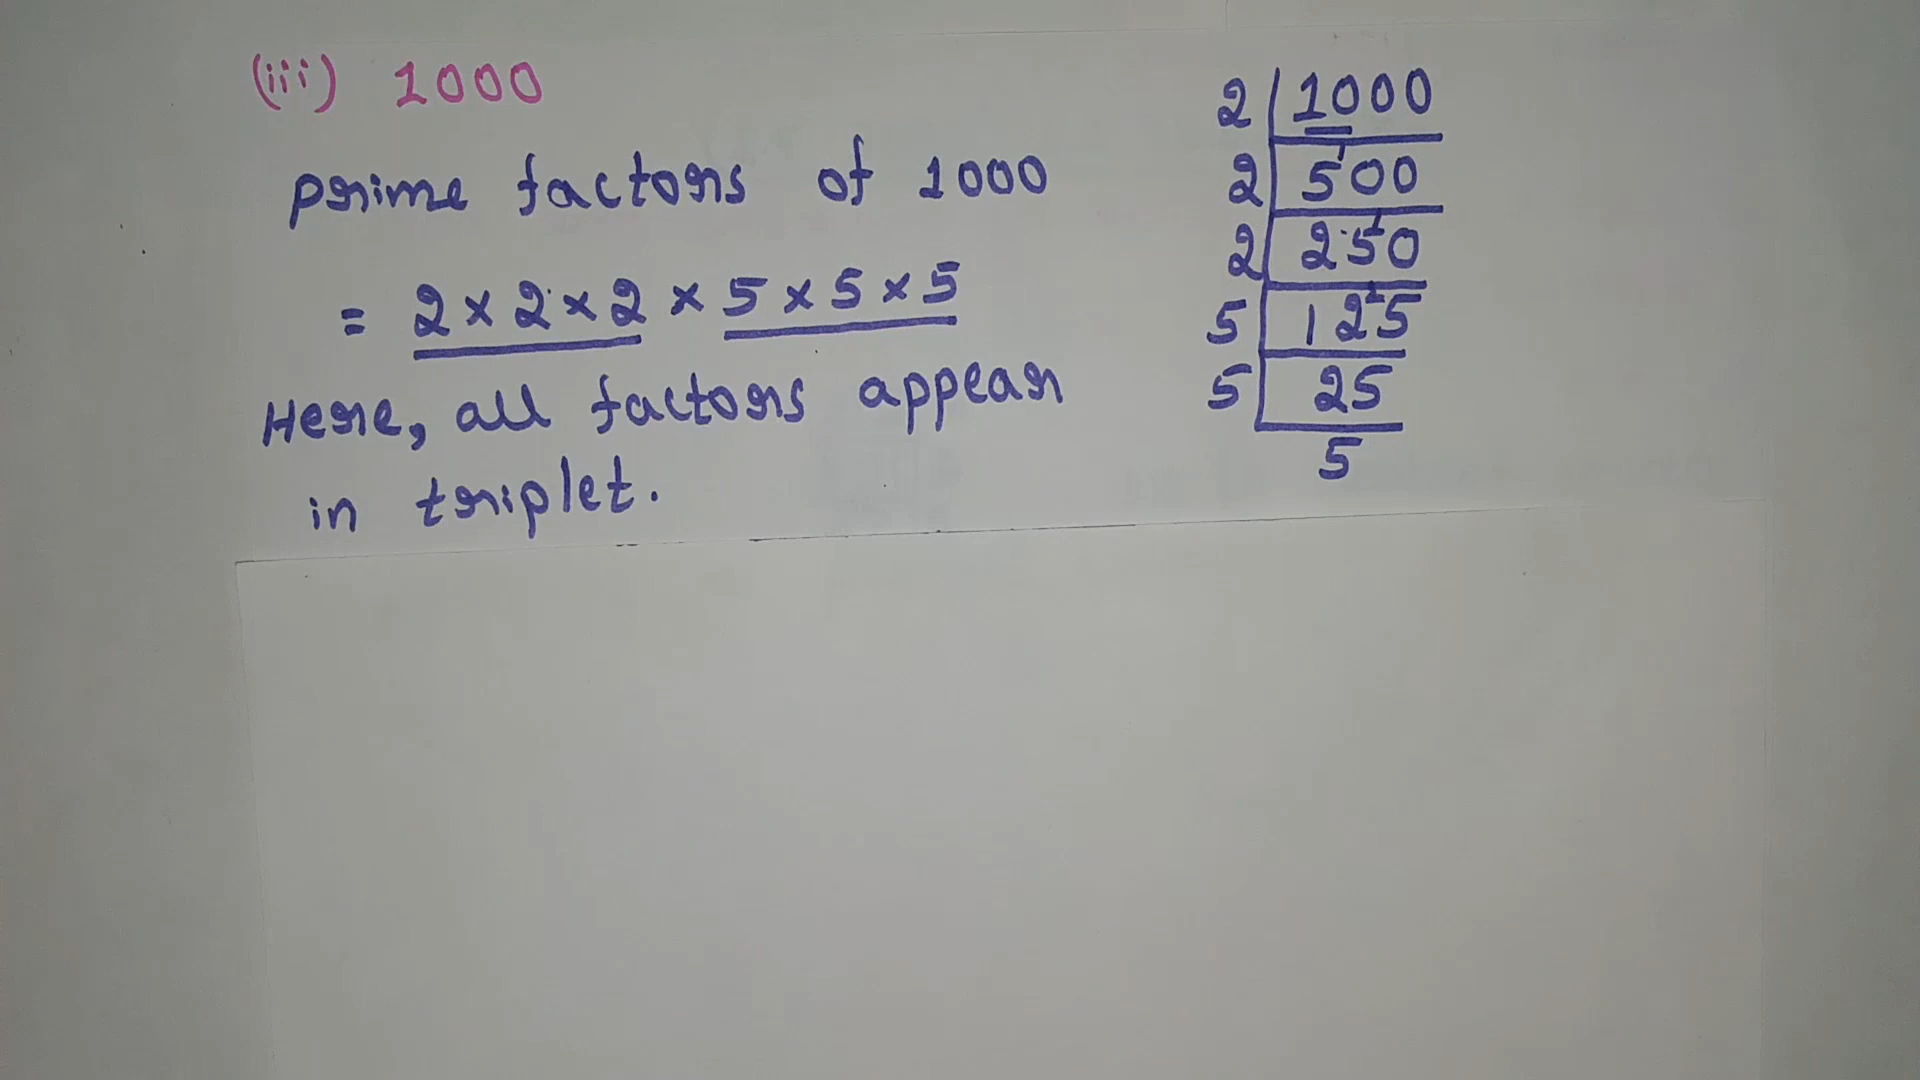 (iii) 1000
prime factors of 1000
= 2 × 2 × 2 × 5 × 5 × 5
Here, all factors appear
in triplet.
2 | 1000
2 | 500
2 | 250
5 | 125
5 | 25
5